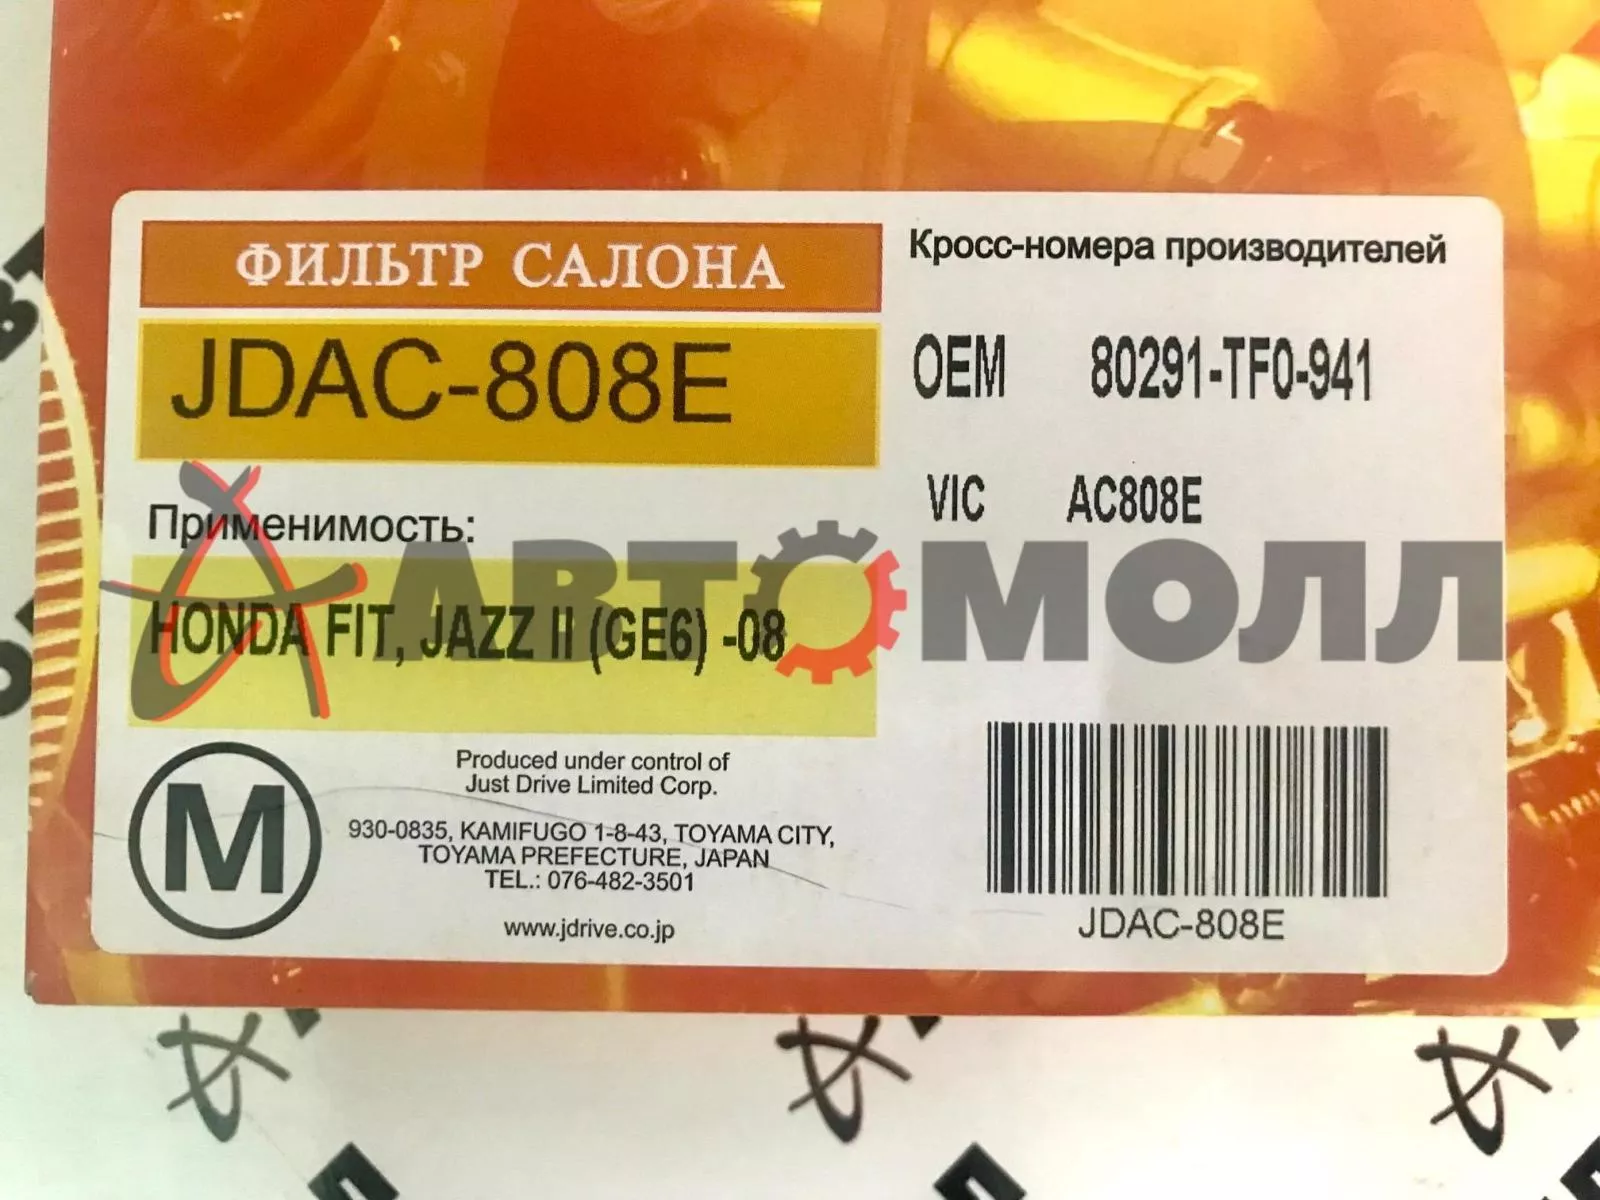 ФИЛЬТР САЛОНА
JDAC-808E
Применимость:
HONDA FIT, JAZZ II (GE6) -08
Кросс-номера производителей
OEM 80291-TF0-941
VIC AC808E
АВТОМОЛЛ
M
Produced under control of
Just Drive Limited Corp.
930-0835, KAMIFUGO 1-8-43, TOYAMA CITY,
TOYAMA PREFECTURE, JAPAN
TEL.: 076-482-3501
www.jdrive.co.jp
JDAC-808E